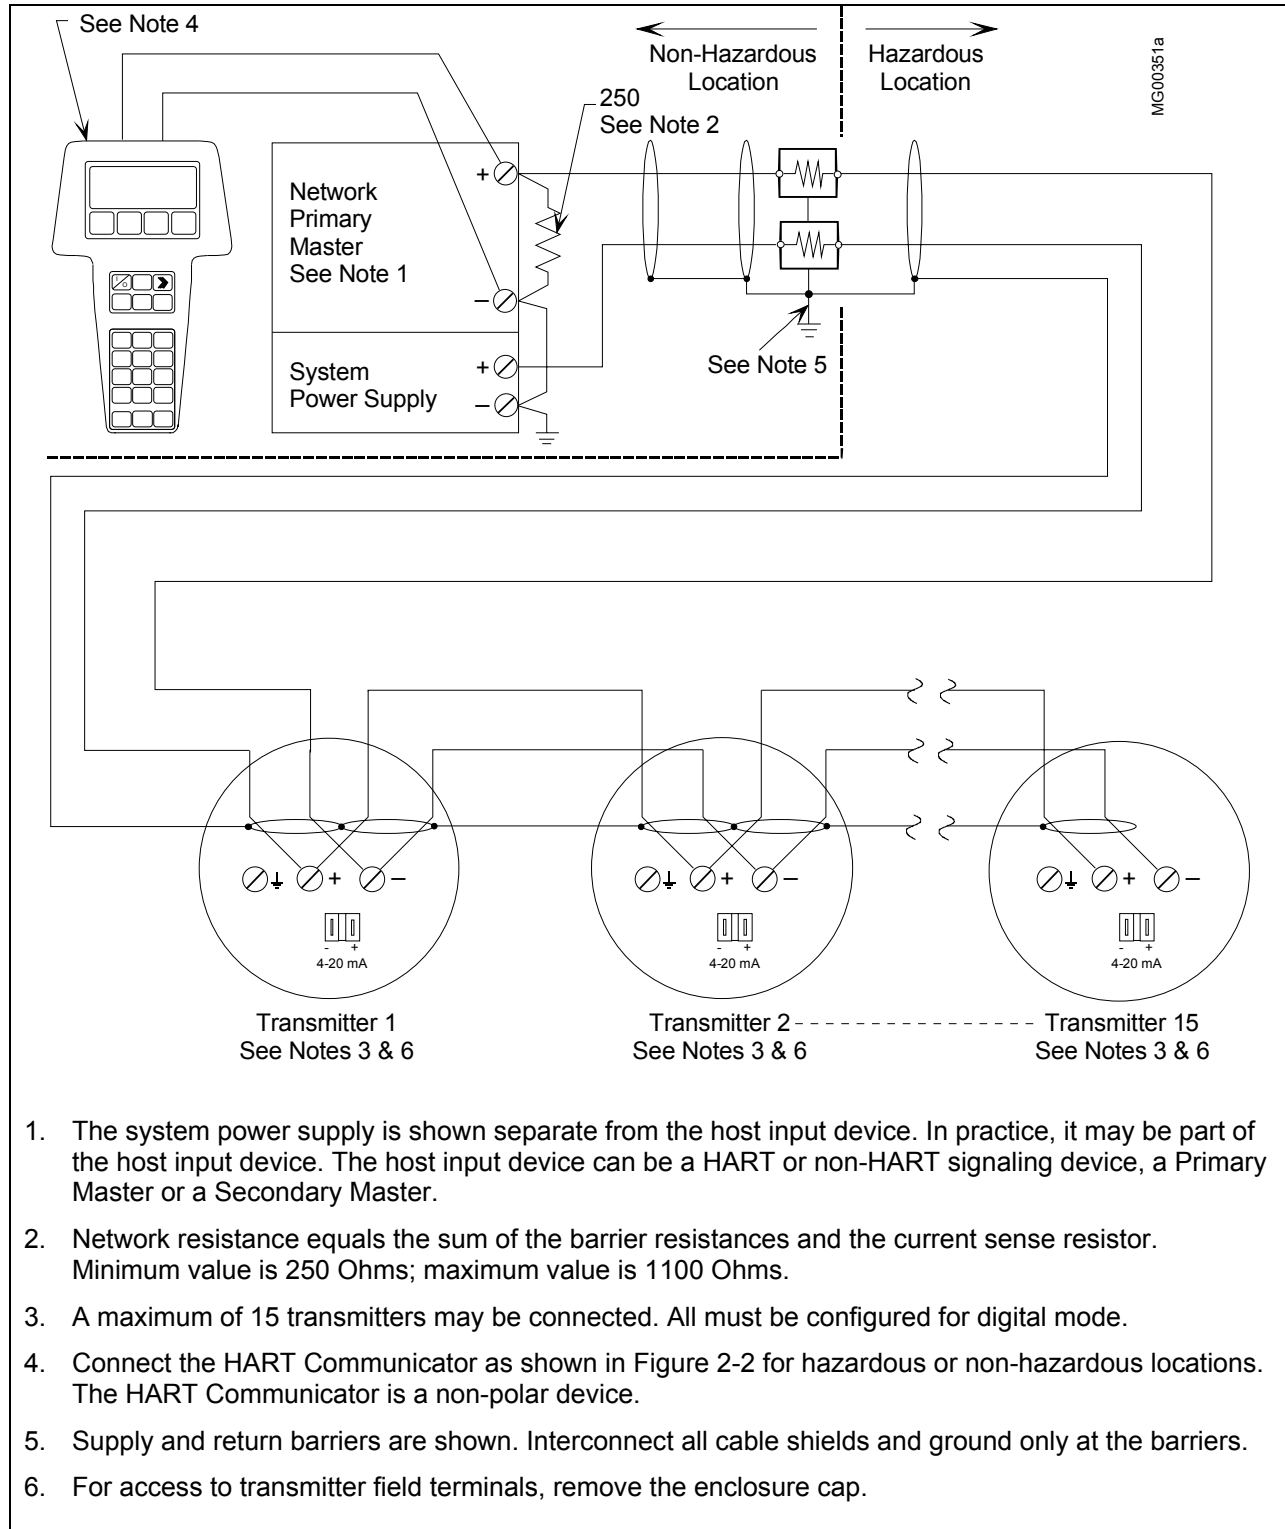 See Note 4
Non-Hazardous
Location
Hazardous
Location
MG00351a
250
See Note 2
+
Network
Primary
Master
See Note 1
–
System
Power Supply
+
–
See Note 5
+ –
- +
4-20 mA
+ –
- +
4-20 mA
+ –
- +
4-20 mA
Transmitter 1
See Notes 3 & 6
Transmitter 2
See Notes 3 & 6
Transmitter 15
See Notes 3 & 6
1. The system power supply is shown separate from the host input device. In practice, it may be part of
the host input device. The host input device can be a HART or non-HART signaling device, a Primary
Master or a Secondary Master.
2. Network resistance equals the sum of the barrier resistances and the current sense resistor.
Minimum value is 250 Ohms; maximum value is 1100 Ohms.
3. A maximum of 15 transmitters may be connected. All must be configured for digital mode.
4. Connect the HART Communicator as shown in Figure 2-2 for hazardous or non-hazardous locations.
The HART Communicator is a non-polar device.
5. Supply and return barriers are shown. Interconnect all cable shields and ground only at the barriers.
6. For access to transmitter field terminals, remove the enclosure cap.